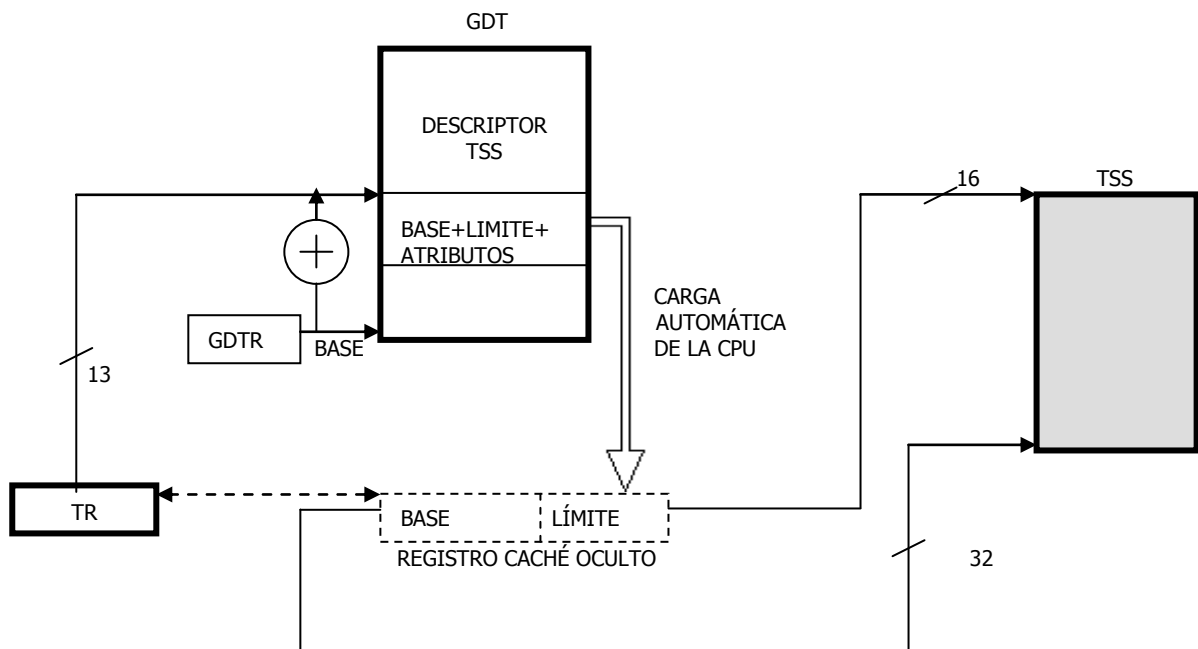 GDT
DESCRIPTOR
TSS
16
TSS
BASE+LIMITE+
ATRIBUTOS
CARGA
AUTOMÁTICA
DE LA CPU
GDTR
BASE
13
TR
BASE
LÍMITE
REGISTRO CACHÉ OCULTO
32